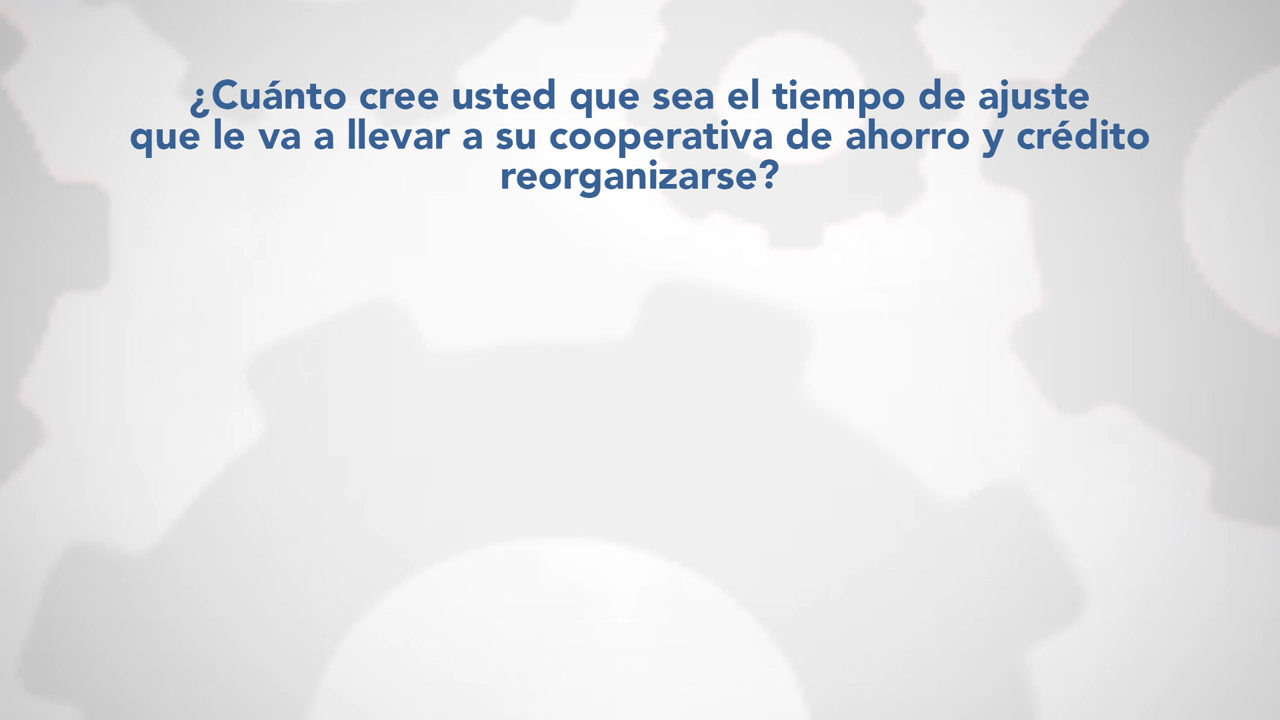 ¿Cuánto cree usted que sea el tiempo de ajuste
que le va a llevar a su cooperativa de ahorro y crédito
reorganizarse?